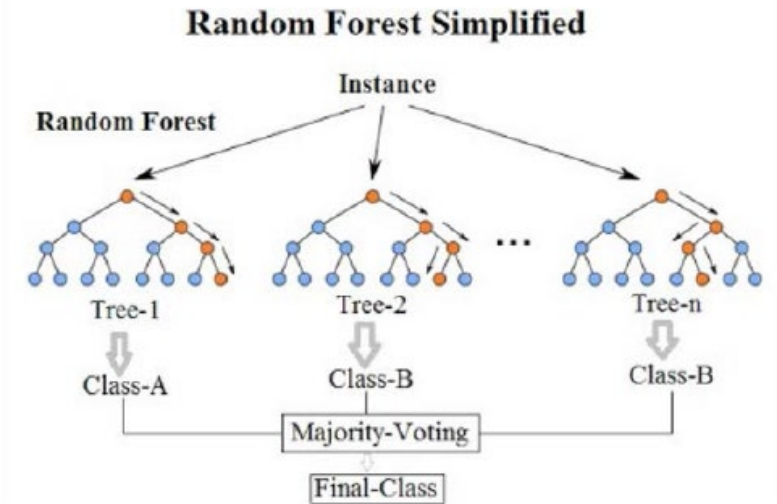 Random Forest Simplified
Instance
Random Forest
...
Tree-1
Tree-2
Tree-n
Class-A
Class-B
Class-B
Majority-Voting
Final-Class